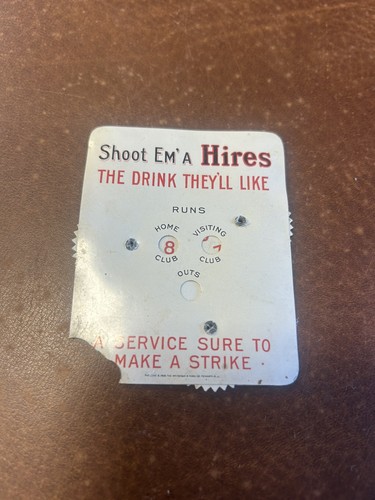 Shoot EM'A Hires
THE DRINK THEY'LL LIKE
RUNS
HOME CLUB
8
VISITING CLUB
OUTS
A SERVICE SURE TO
MAKE A STRIKE